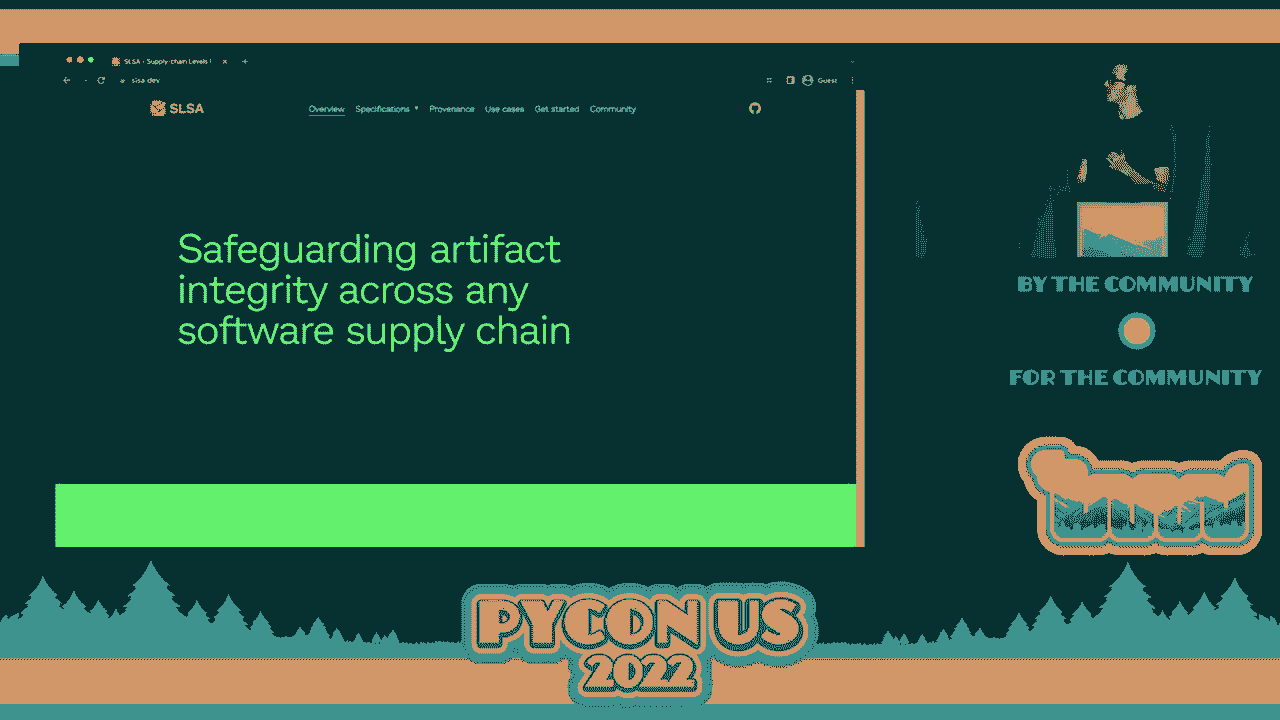 SLSA • Supply-chain Levels f
slsa.dev
Guest
SLSA
Overview Specifications Provenance Use cases Get started Community
Safeguarding artifact
integrity across any
software supply chain
BY THE COMMUNITY
FOR THE COMMUNITY
PYCON US
2022